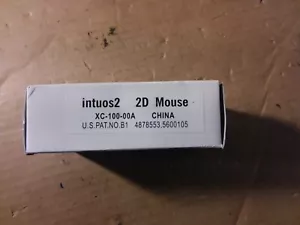 intuos2 2D Mouse
XC-100-00A CHINA
U.S.PAT.NO.B1 4878553,5600105